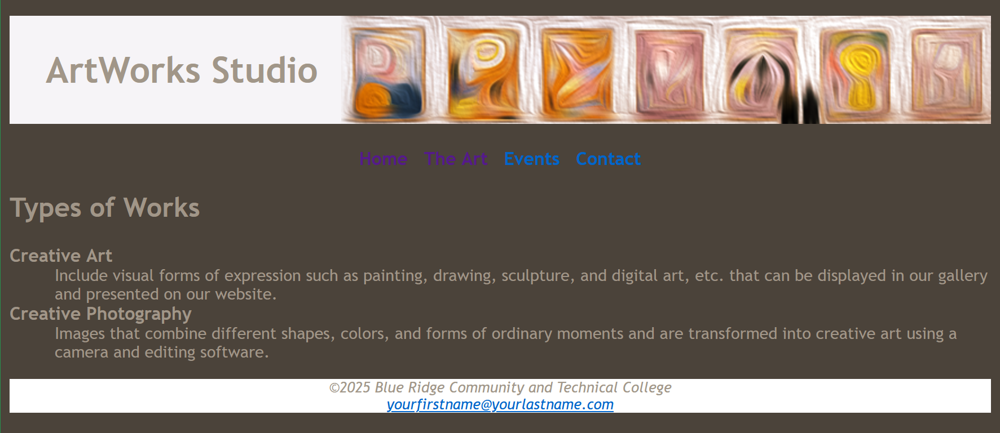 ArtWorks Studio
Home The Art Events Contact
Types of Works
Creative Art
Include visual forms of expression such as painting, drawing, sculpture, and digital art, etc. that can be displayed in our gallery
and presented on our website.
Creative Photography
Images that combine different shapes, colors, and forms of ordinary moments and are transformed into creative art using a
camera and editing software.
©2025 Blue Ridge Community and Technical College
yourfirstname@yourlastname.com